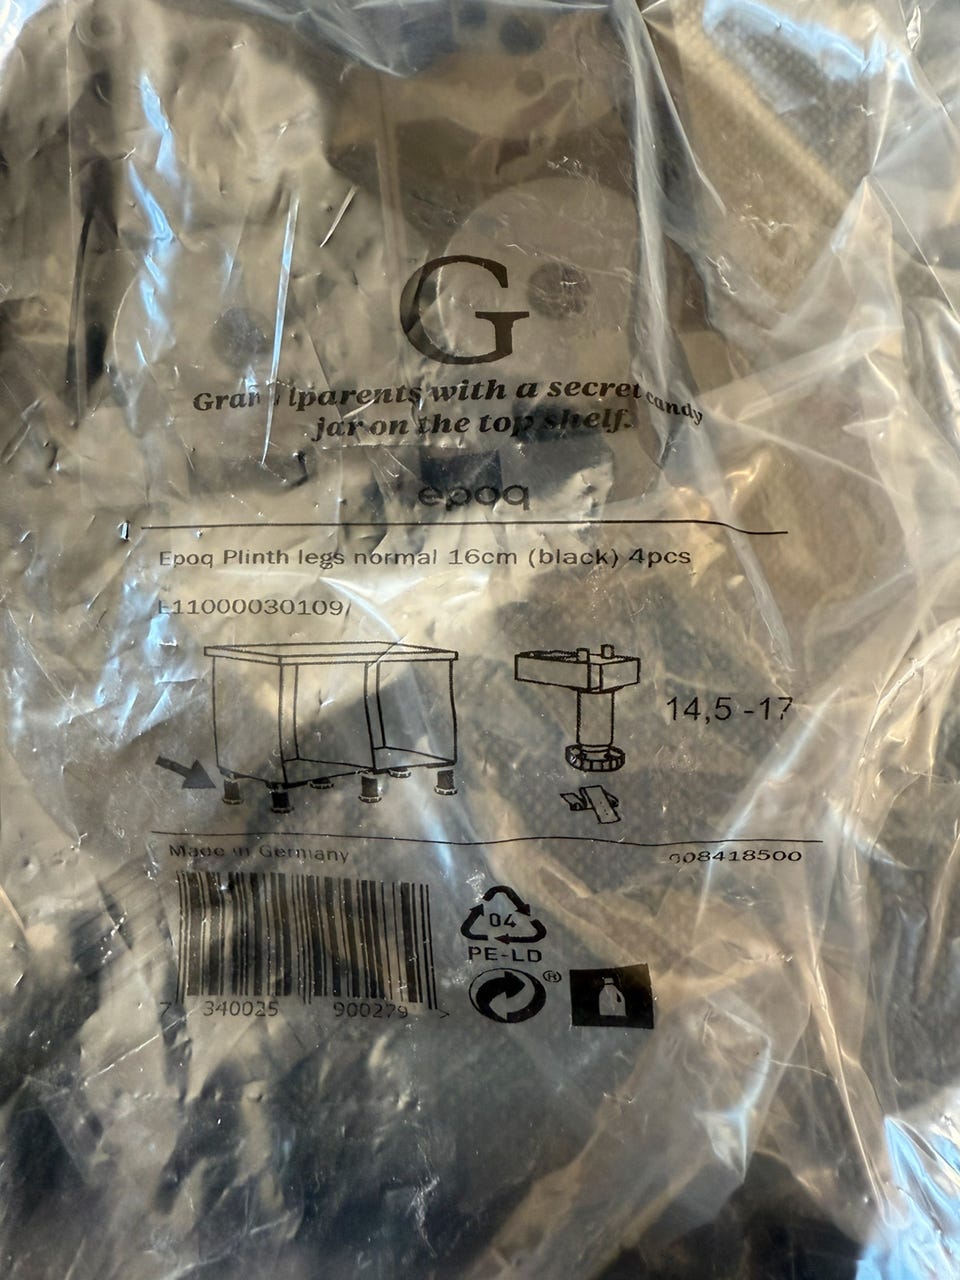 G
Grandparents with a secret candy
jar on the top shelf.
epoq
Epoq Plinth legs normal 16cm (black) 4pcs
E11000030109
14,5 -17
Made in Germany
908418500
04
PE-LD
®
7 340025 900279 >